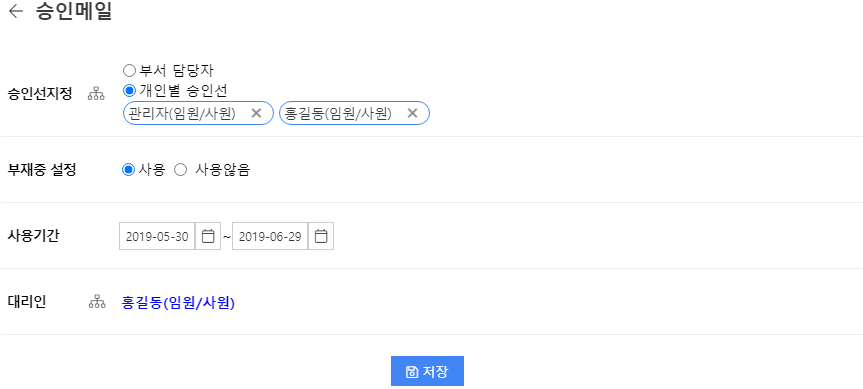 승인메일
승인선지정
부서 담당자
개인별 승인선
관리자(임원/사원) 홍길동(임원/사원)
부재중 설정 사용 사용않음
사용기간 2019-05-30 ~ 2019-06-29
대리인 홍길동(임원/사원)
저장